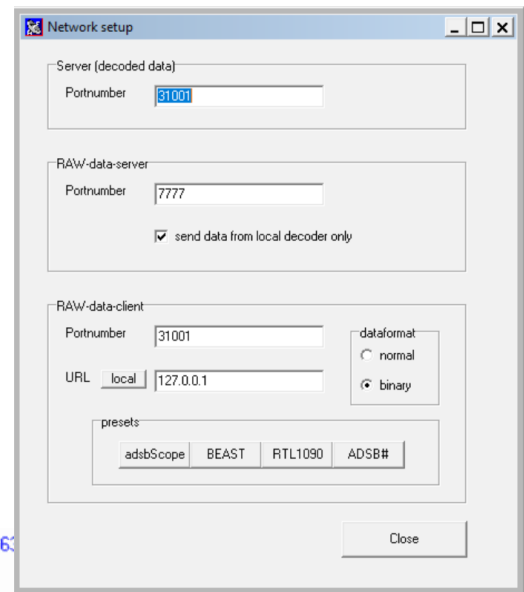 Network setup
Server (decoded data)
Portnumber 31001
RAW-data-server
Portnumber 7777
send data from local decoder only
RAW-data-client
Portnumber 31001
dataformat
normal
URL local 127.0.0.1
binary
presets
adsbScope BEAST RTL1090 ADSB#
Close
63